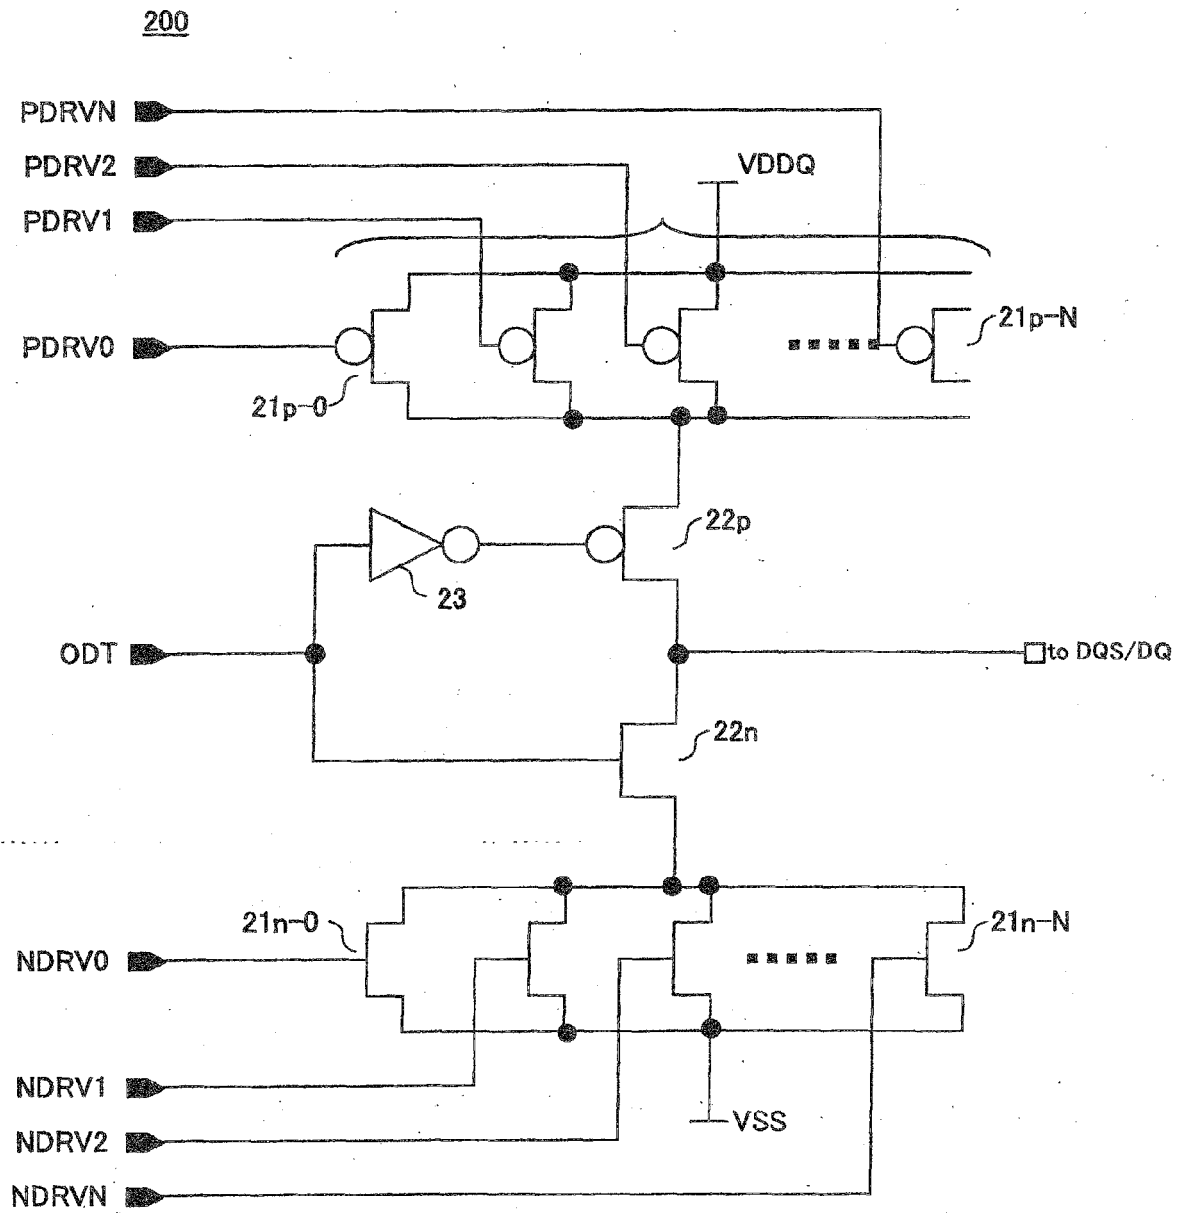 200
PDRVN
PDRV2
VDDQ
PDRV1
PDRV0
21p-N
21p-0
22p
23
ODT
to DQS/DQ
22n
21n-0
21n-N
NDRV0
NDRV1
VSS
NDRV2
NDRVN